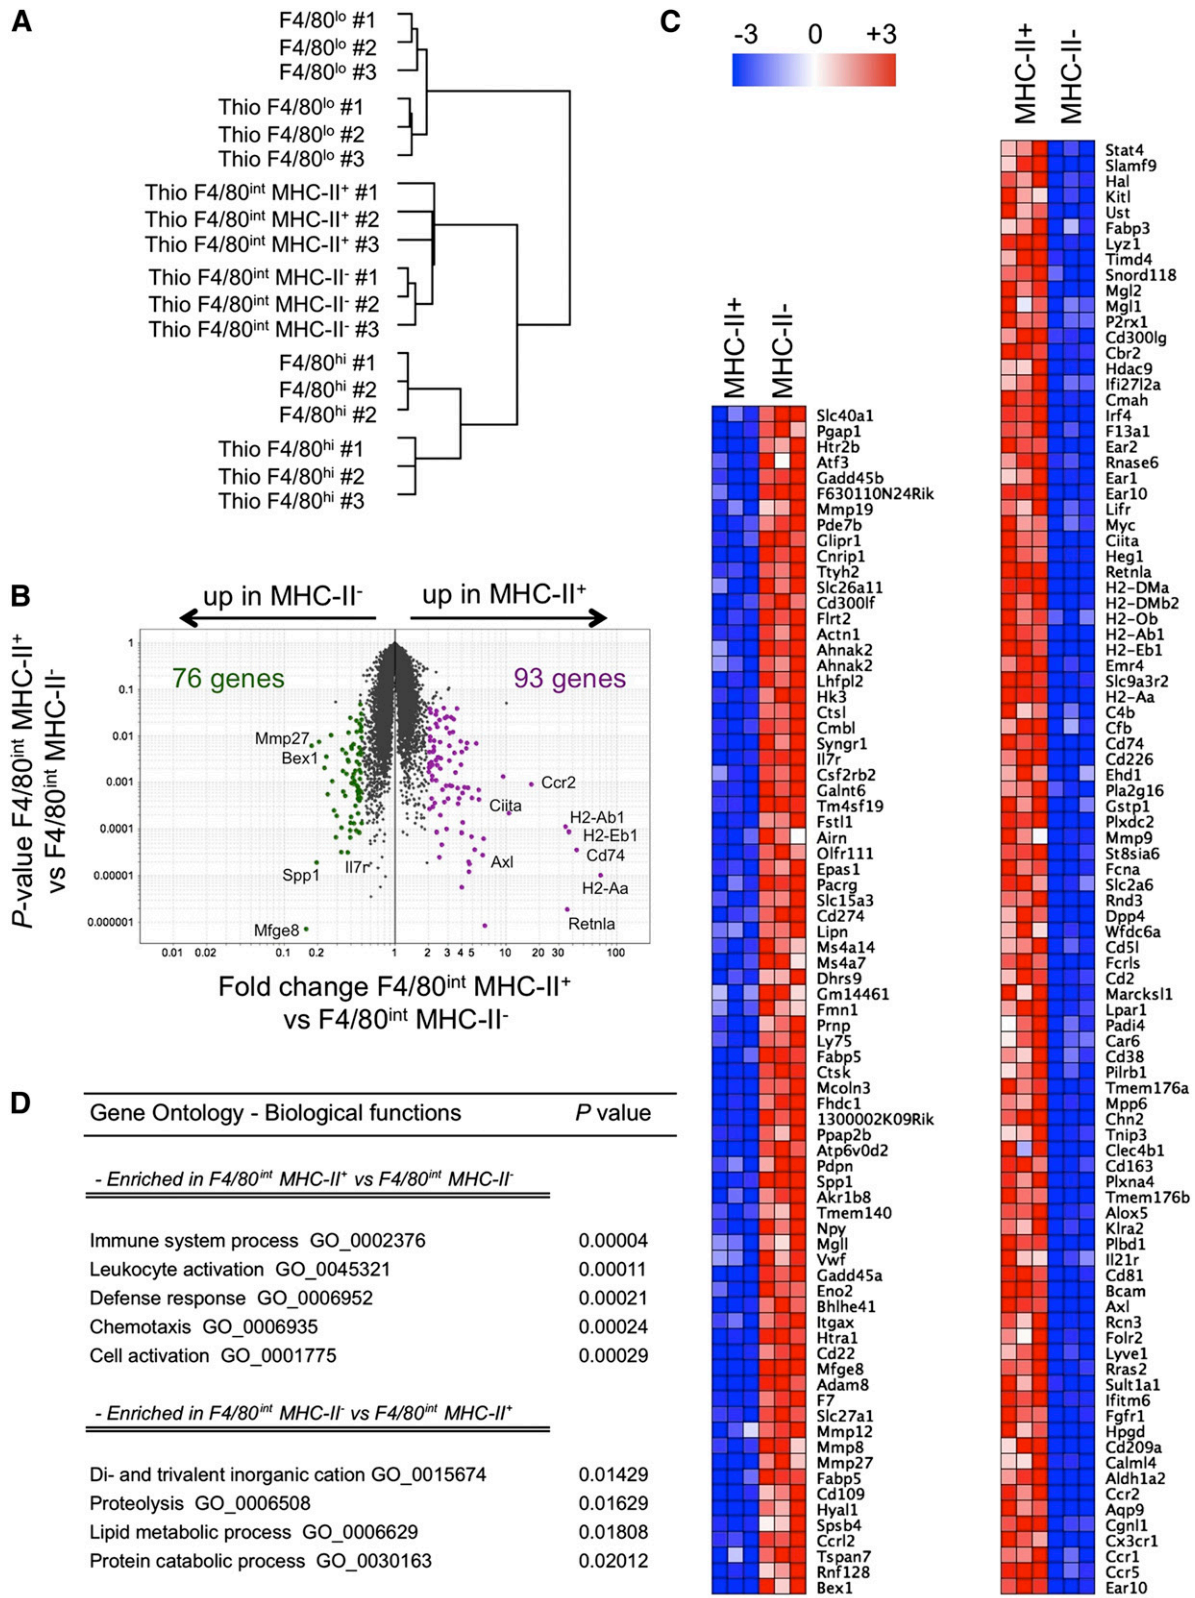 A
F4/80lo #1
F4/80lo #2
F4/80lo #3
Thio F4/80lo #1
Thio F4/80lo #2
Thio F4/80lo #3
Thio F4/80int MHC-II+ #1
Thio F4/80int MHC-II+ #2
Thio F4/80int MHC-II+ #3
Thio F4/80int MHC-II- #1
Thio F4/80int MHC-II- #2
Thio F4/80int MHC-II- #3
F4/80hi #1
F4/80hi #2
F4/80hi #2
Thio F4/80hi #1
Thio F4/80hi #2
Thio F4/80hi #3
B
up in MHC-II-
up in MHC-II+
P-value F4/80int MHC-II+
vs F4/80int MHC-II-
1
0.1
0.01
0.001
0.0001
0.00001
0.000001
76 genes
93 genes
Mmp27
Bex1
Ccr2
Ciita
H2-Ab1
H2-Eb1
Cd74
Axl
Il7r
Spp1
H2-Aa
Retnla
Mfge8
0.01 0.02 0.1 0.2 1 2 3 4 5 10 20 30 100
Fold change F4/80int MHC-II+
vs F4/80int MHC-II-
D
Gene Ontology - Biological functions P value
- Enriched in F4/80int MHC-II+ vs F4/80int MHC-II-
Immune system process GO_0002376 0.00004
Leukocyte activation GO_0045321 0.00011
Defense response GO_0006952 0.00021
Chemotaxis GO_0006935 0.00024
Cell activation GO_0001775 0.00029
- Enriched in F4/80int MHC-II- vs F4/80int MHC-II+
Di- and trivalent inorganic cation GO_0015674 0.01429
Proteolysis GO_0006508 0.01629
Lipid metabolic process GO_0006629 0.01808
Protein catabolic process GO_0030163 0.02012
C
-3 0 +3
MHC-II+
MHC-II-
Slc40a1
Pgap1
Htr2b
Atf3
Gadd45b
F630110N24Rik
Mmp19
Pde7b
Glipr1
Cnrip1
Ttyh2
Slc26a11
Cd300lf
Flrt2
Actn1
Ahnak2
Ahnak2
Lhfpl2
Hk3
Ctsl
Cmbl
Syngr1
Il7r
Csf2rb2
Galnt6
Tm4sf19
Fstl1
Airn
Olfr111
Epas1
Pacrg
Slc15a3
Cd274
Lipn
Ms4a14
Ms4a7
Dhrs9
Gm14461
Fmn1
Prnp
Ly75
Fabp5
Ctsk
Mcoln3
Fhdc1
1300002K09Rik
Ppap2b
Atp6v0d2
Pdpn
Spp1
Akr1b8
Tmem140
Npy
Mgll
Vwf
Gadd45a
Eno2
Bhlhe41
Itgax
Htra1
Cd22
Mfge8
Adam8
F7
Slc27a1
Mmp12
Mmp8
Mmp27
Fabp5
Cd109
Hyal1
Spsb4
Ccrl2
Tspan7
Rnf128
Bex1
MHC-II+
MHC-II-
Stat4
Slamf9
Hal
Kitl
Ust
Fabp3
Lyz1
Timd4
Snord118
Mgl2
Mgl1
P2rx1
Cd300lg
Cbr2
Hdac9
Ifi27l2a
Cmah
Irf4
F13a1
Ear2
Rnase6
Ear1
Ear10
Lifr
Myc
Ciita
Heg1
Retnla
H2-DMa
H2-DMb2
H2-Ob
H2-Ab1
H2-Eb1
Emr4
Slc9a3r2
H2-Aa
C4b
Cfb
Cd74
Cd226
Ehd1
Pla2g16
Gstp1
Plxdc2
Mmp9
St8sia6
Fcna
Slc2a6
Rnd3
Dpp4
Wfdc6a
Cd5l
Fcrls
Cd2
Marcksl1
Lpar1
Padi4
Car6
Cd38
Pilrb1
Tmem176a
Mpp6
Chn2
Tnip3
Clec4b1
Cd163
Plxna4
Tmem176b
Alox5
Klra2
Plbd1
Il21r
Cd81
Bcam
Axl
Rcn3
Folr2
Lyve1
Rras2
Sult1a1
Ifitm6
Fgfr1
Hpgd
Cd209a
Calml4
Aldh1a2
Ccr2
Aqp9
Cgnl1
Cx3cr1
Ccr1
Ccr5
Ear10